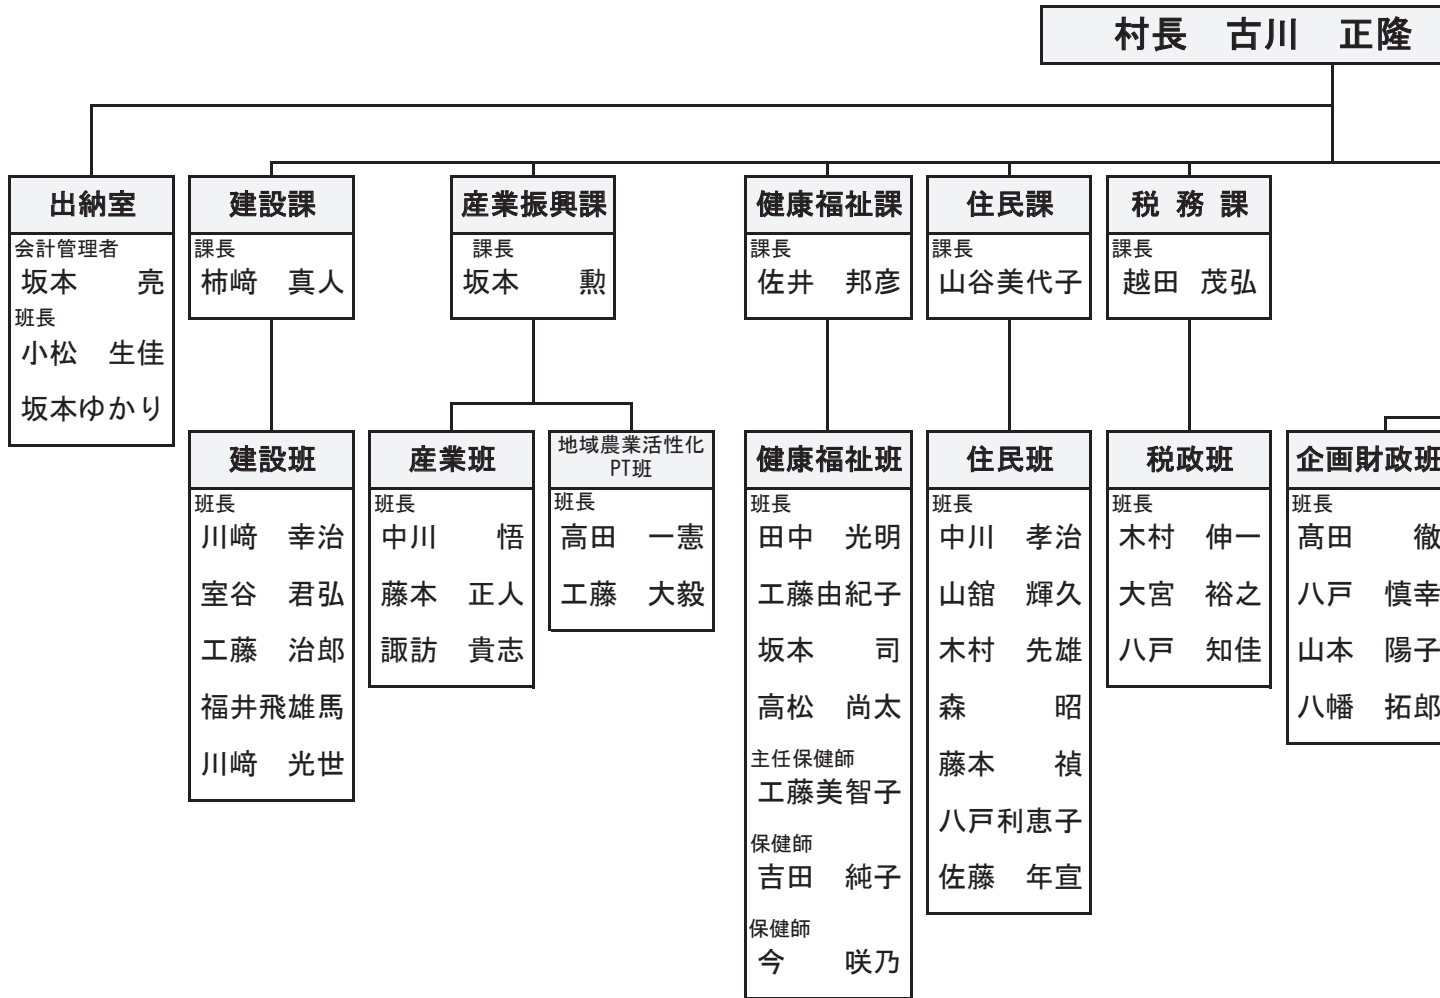 村長　古川　正隆
出納室
会計管理者
坂本　　亮
班長
小松　生佳
坂本ゆかり
建設課
課長
柿﨑　真人
産業振興課
課長
坂本　　勲
健康福祉課
課長
佐井　邦彦
住民課
課長
山谷美代子
税 務 課
課長
越田 茂弘
建設班
班長
川﨑　幸治
室谷　君弘
工藤　治郎
福井飛雄馬
川﨑　光世
産業班
班長
中川　　悟
藤本　正人
諏訪　貴志
地域農業活性化
PT班
班長
高田　一憲
工藤　大毅
健康福祉班
班長
田中　光明
工藤由紀子
坂本　　司
高松　尚太
主任保健師
工藤美智子
保健師
吉田　純子
保健師
今　　咲乃
住民班
班長
中川　孝治
山舘　輝久
木村　先雄
森　　　昭
藤本　　禎
八戸利恵子
佐藤　年宣
税政班
班長
木村　伸一
大宮　裕之
八戸　知佳
企画財政班
班長
髙田　　徹
八戸　慎幸
山本　陽子
八幡　拓郎